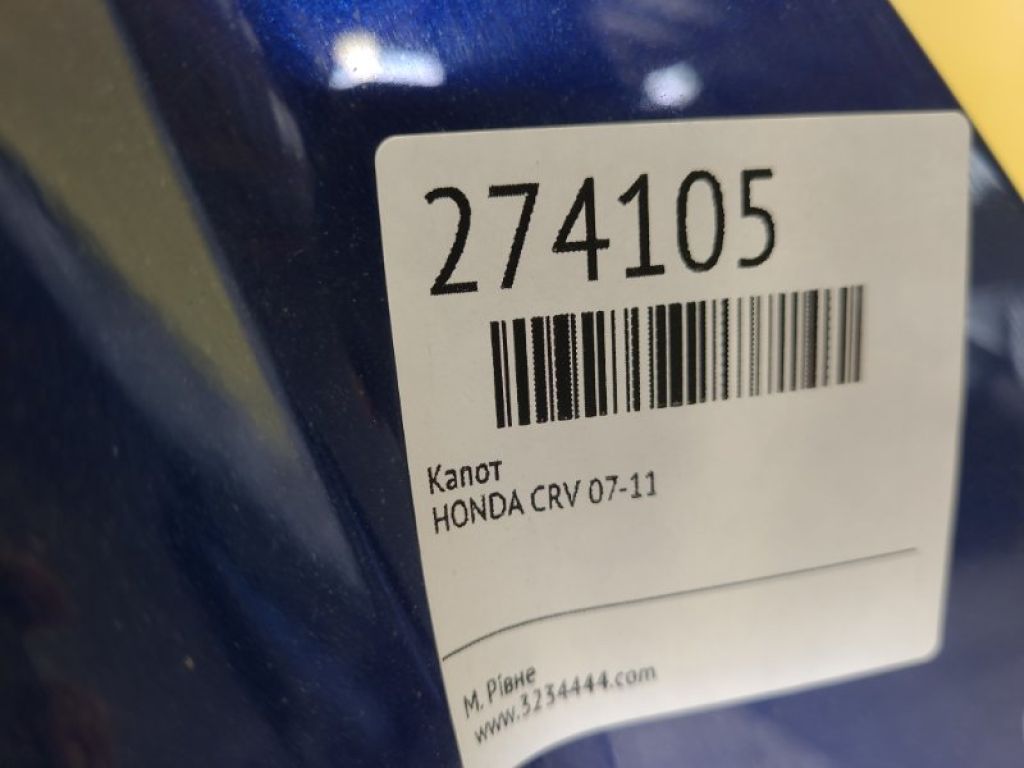 274105
Капот
HONDA CRV 07-11
М. Рівне
www.3234444.com